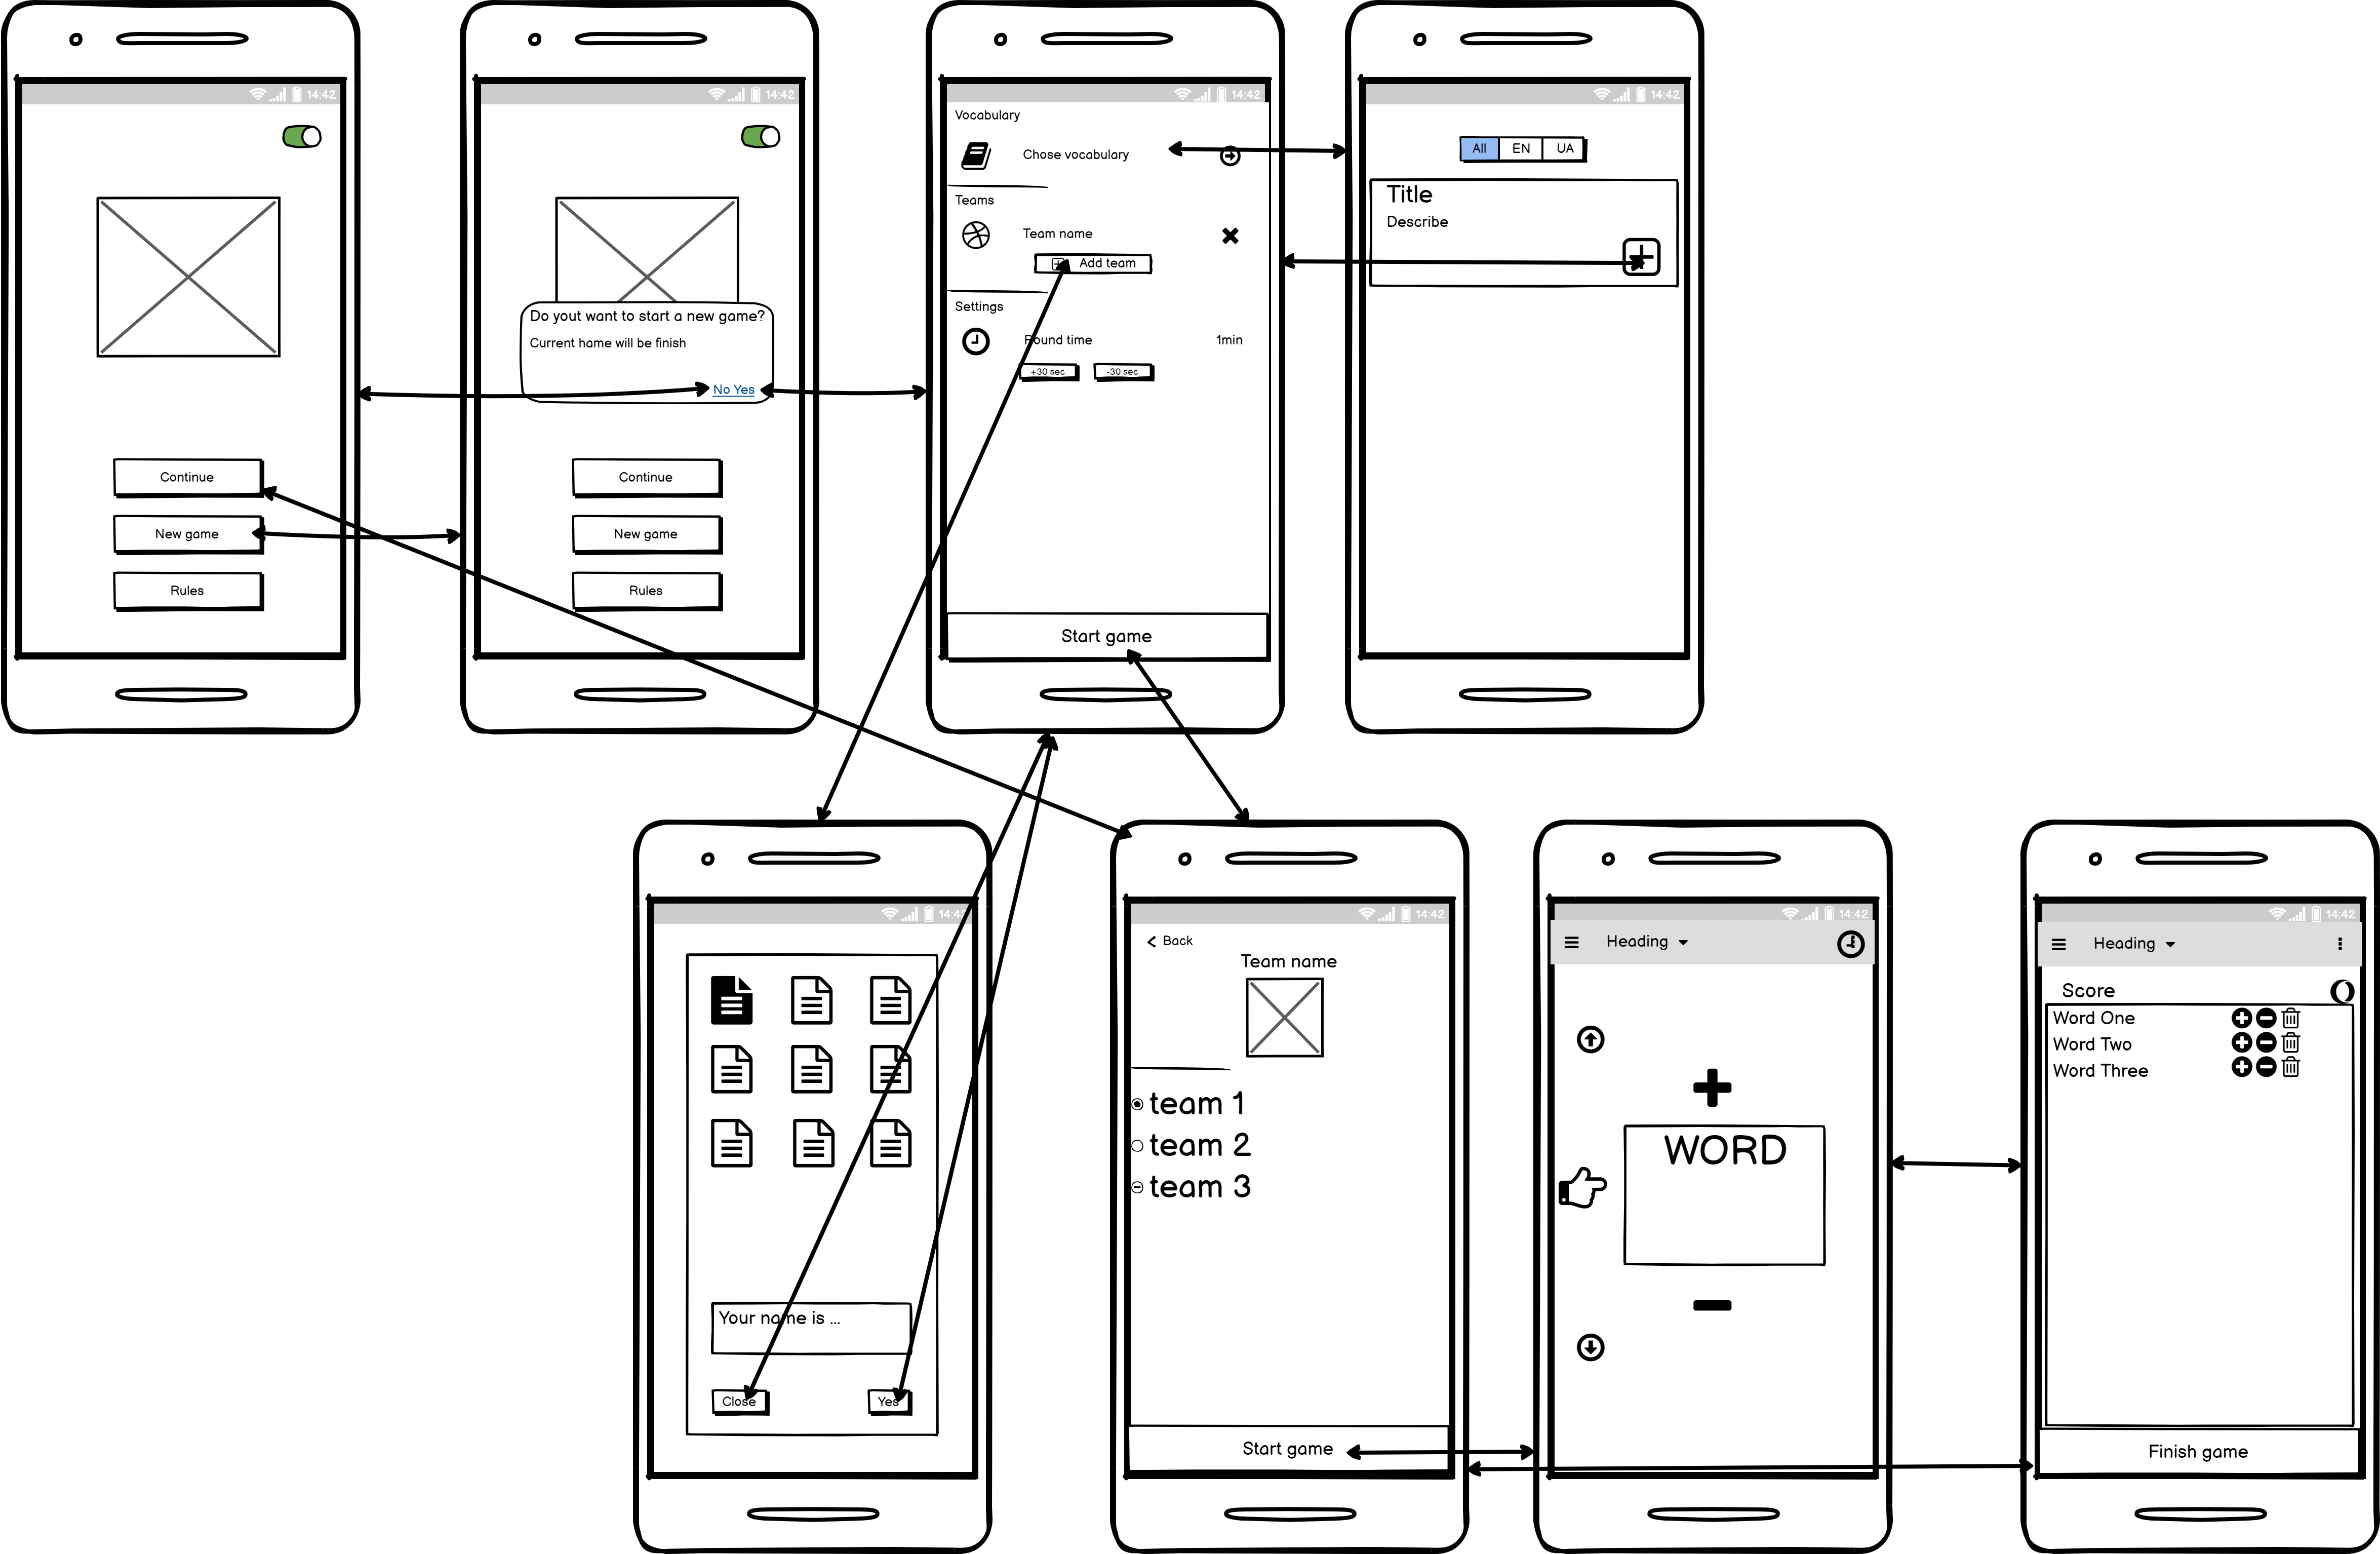 14:42
Continue
New game
Rules
14:42
Do yout want to start a new game?
Current hame will be finish
No Yes
Continue
New game
Rules
14:42
Vocabulary
Chose vocabulary
Teams
Team name
Add team
Settings
Round time 1min
+30 sec -30 sec
Start game
14:42
All EN UA
Title
Describe
14:42
Your name is ...
Close Yes
14:42
Back
Team name
team 1
team 2
team 3
Start game
14:42
Heading
WORD
14:42
Heading
Score
Word One
Word Two
Word Three
Finish game